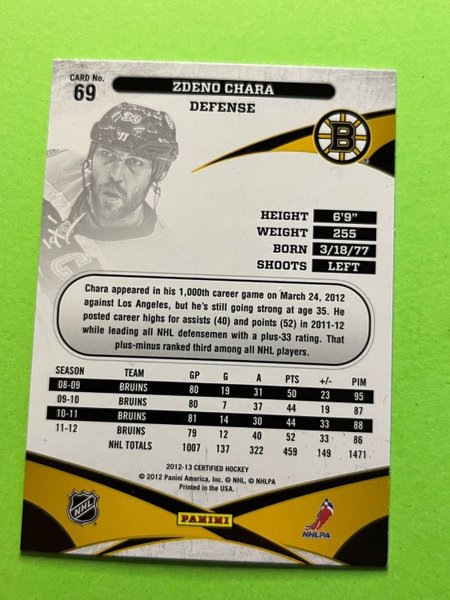 CARD No.
69
ZDENO CHARA
DEFENSE
B
HEIGHT 6'9"
WEIGHT 255
BORN 3/18/77
SHOOTS LEFT
Chara appeared in his 1,000th career game on March 24, 2012
against Los Angeles, but he's still going strong at age 35. He
posted career highs for assists (40) and points (52) in 2011-12
while leading all NHL defensemen with a plus-33 rating. That
plus-minus ranked third among all NHL players.
SEASON TEAM GP G A PTS +/- PIM
08-09 BRUINS 80 19 31 50 23 95
09-10 BRUINS 80 7 37 44 19 87
10-11 BRUINS 81 14 30 44 33 88
11-12 BRUINS 79 12 40 52 33 86
NHL TOTALS 1007 137 322 459 149 1471
2012-13 CERTIFIED HOCKEY
© 2012 Panini America, Inc. © NHL, © NHLPA
Printed in the USA.
NHL
PANINI
NHLPA